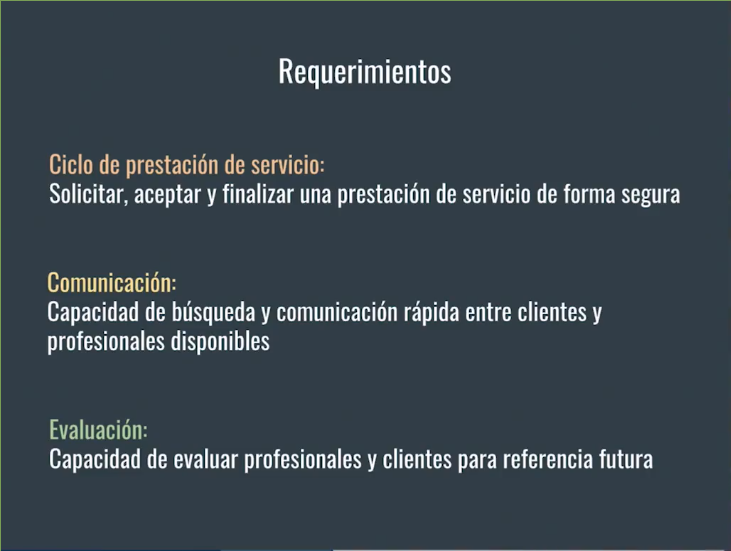 Requerimientos
Ciclo de prestación de servicio:
Solicitar, aceptar y finalizar una prestación de servicio de forma segura
Comunicación:
Capacidad de búsqueda y comunicación rápida entre clientes y
profesionales disponibles
Evaluación:
Capacidad de evaluar profesionales y clientes para referencia futura